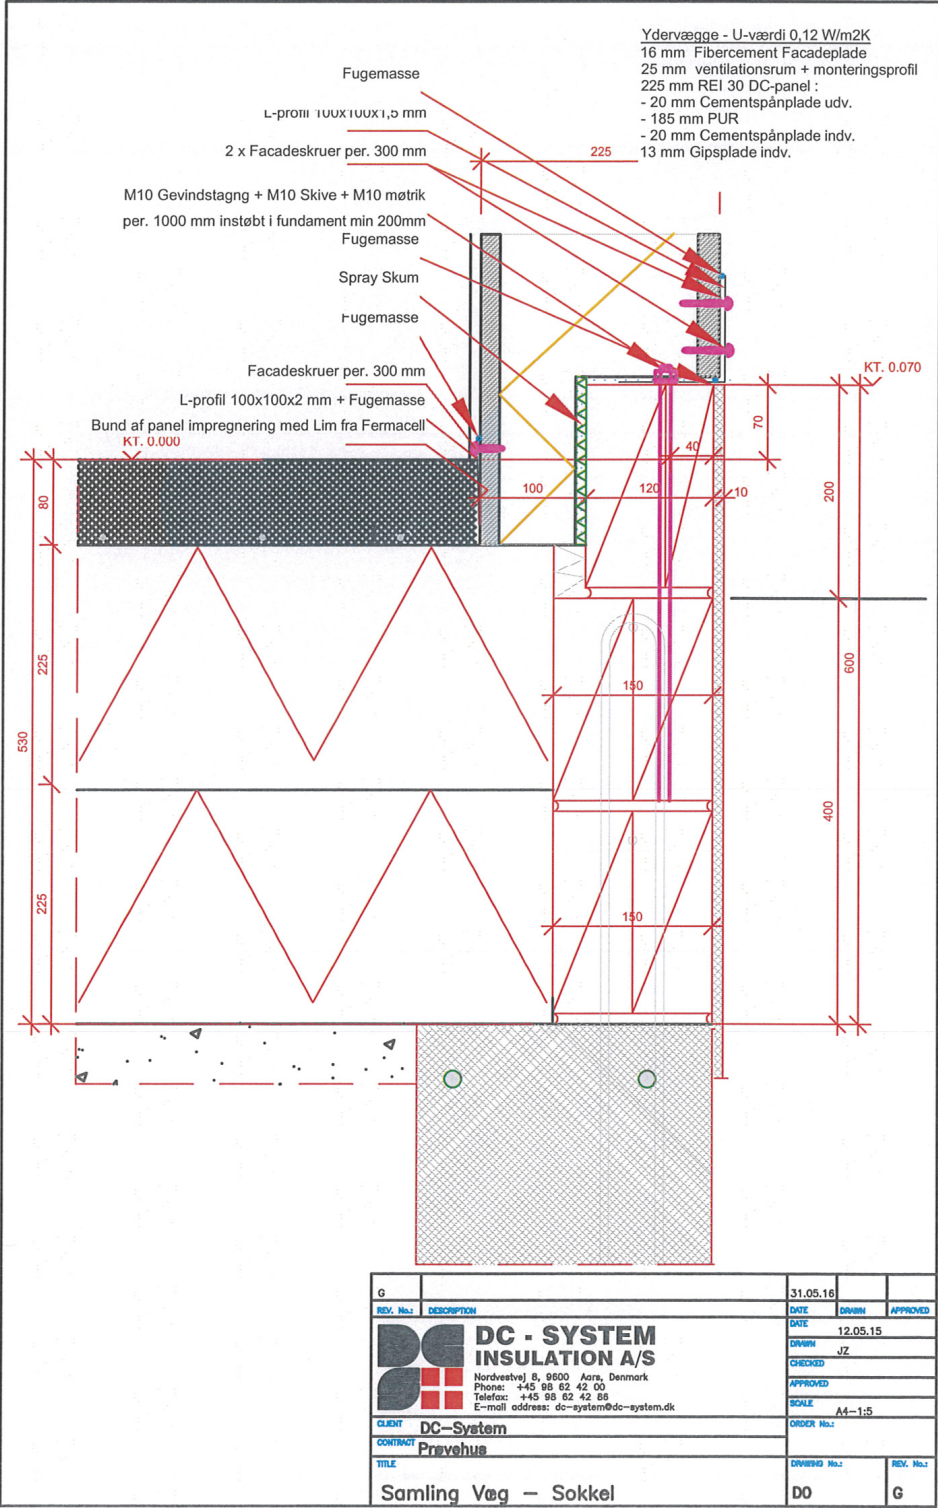 Ydervægge - U-værdi 0,12 W/m2K
16 mm Fibercement Facadeplade
25 mm ventilationsrum + monteringsprofil
225 mm REI 30 DC-panel :
- 20 mm Cementspånplade udv.
- 185 mm PUR
- 20 mm Cementspånplade indv.
13 mm Gipsplade indv.
Fugemasse
L-profil 100x100x1,5 mm
2 x Facadeskruer per. 300 mm
225
M10 Gevindstagng + M10 Skive + M10 møtrik
per. 1000 mm instøbt i fundament min 200mm
Fugemasse
Spray Skum
Fugemasse
Facadeskruer per. 300 mm
L-profil 100x100x2 mm + Fugemasse
Bund af panel impregnering med Lim fra Fermacell
KT. 0.000
KT. 0.070
70
40
80
100
120
10
200
225
150
600
530
400
225
150
G
31.05.16
REV. No.:
DESCRIPTION
DATE
DRAWN
APPROVED
DC - SYSTEM
INSULATION A/S
Nordvestvej 8, 9600 Aars, Denmark
Phone: +45 98 62 42 00
Telefax: +45 98 62 42 86
E-mail address: dc-system@dc-system.dk
DATE
12.05.15
DRAWN
JZ
CHECKED
APPROVED
SCALE
A4-1:5
CLIENT
DC-System
ORDER No.:
CONTRACT
Prøvehus
TITLE
Samling Væg - Sokkel
DRAWING No.:
D0
REV. No.:
G